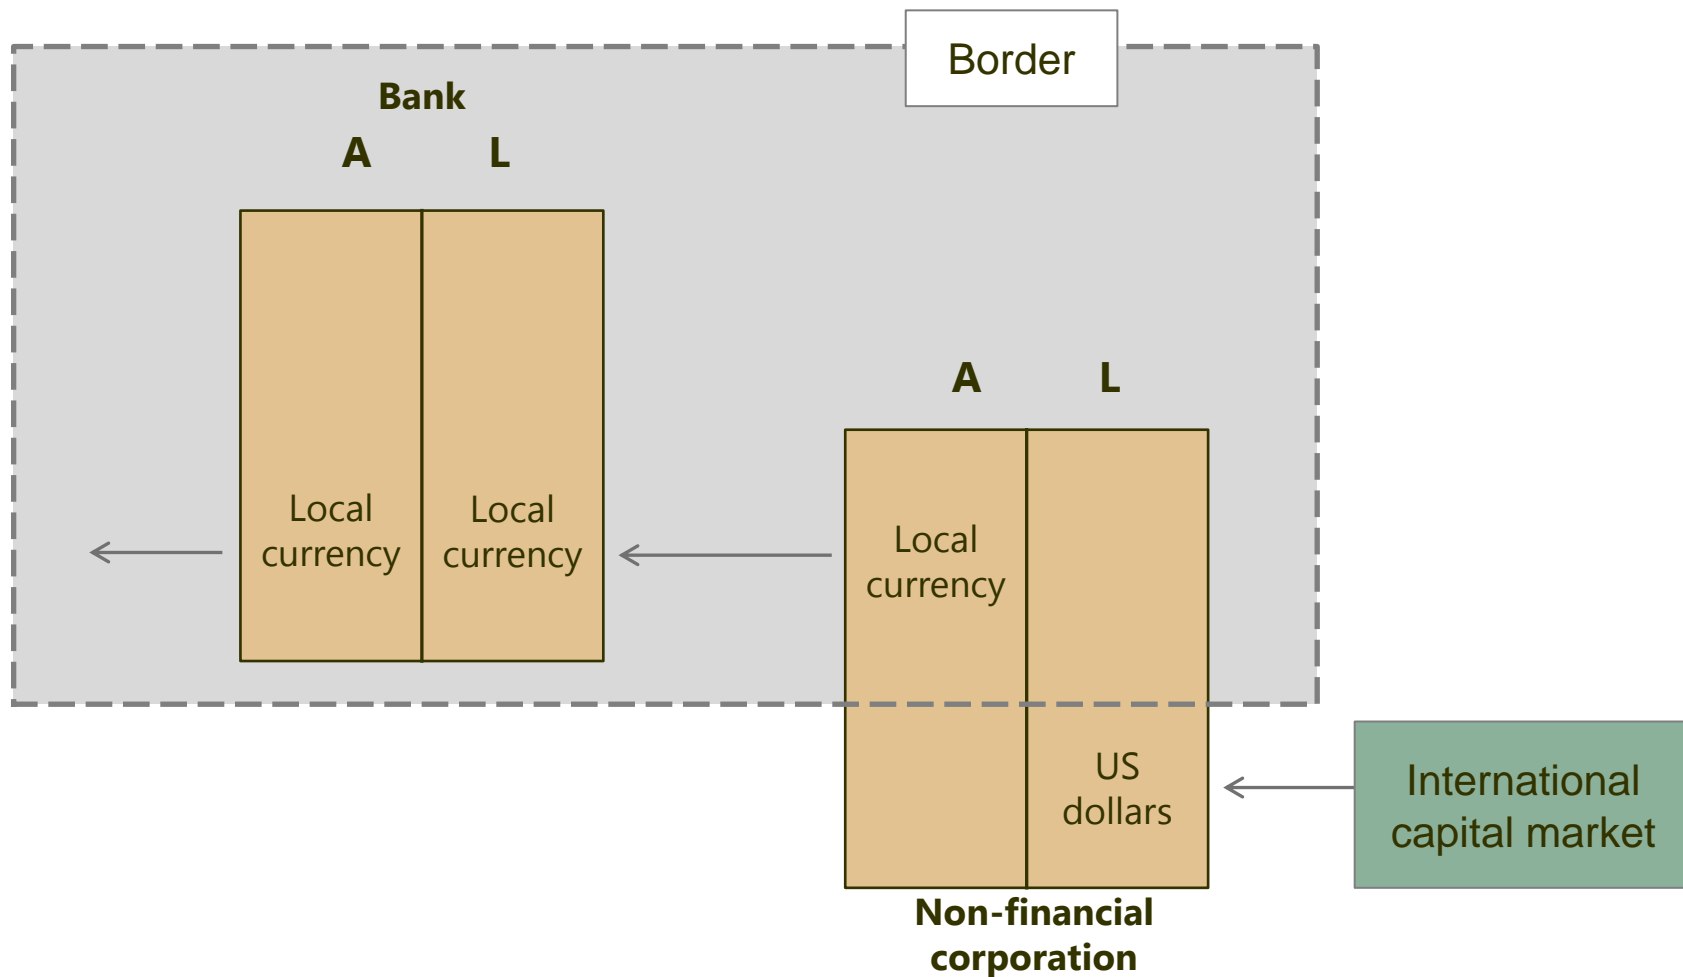 Border
Bank
A L
A L
Local
currency
Local
currency
Local
currency
US
dollars
International
capital market
Non-financial
corporation